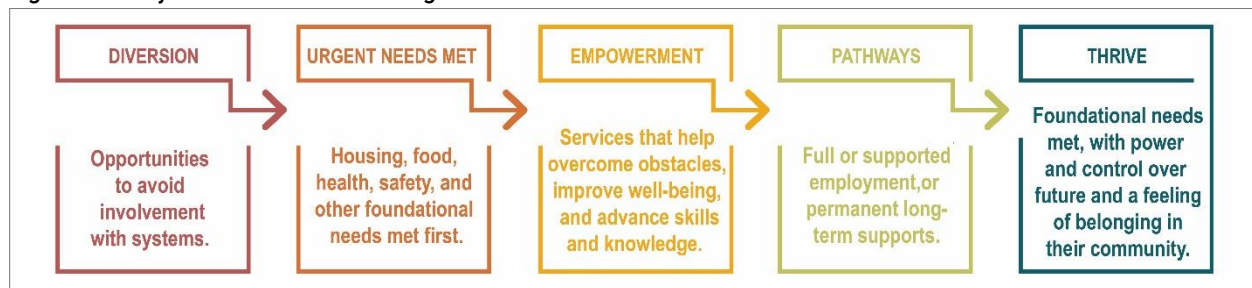 DIVERSION
Opportunities
to avoid
involvement
with systems.
URGENT NEEDS MET
Housing, food,
health, safety, and
other foundational
needs met first.
EMPOWERMENT
Services that help
overcome obstacles,
improve well-being,
and advance skills
and knowledge.
PATHWAYS
Full or supported
employment,or
permanent long-
term supports.
THRIVE
Foundational needs
met, with power
and control over
future and a feeling
of belonging in
their community.